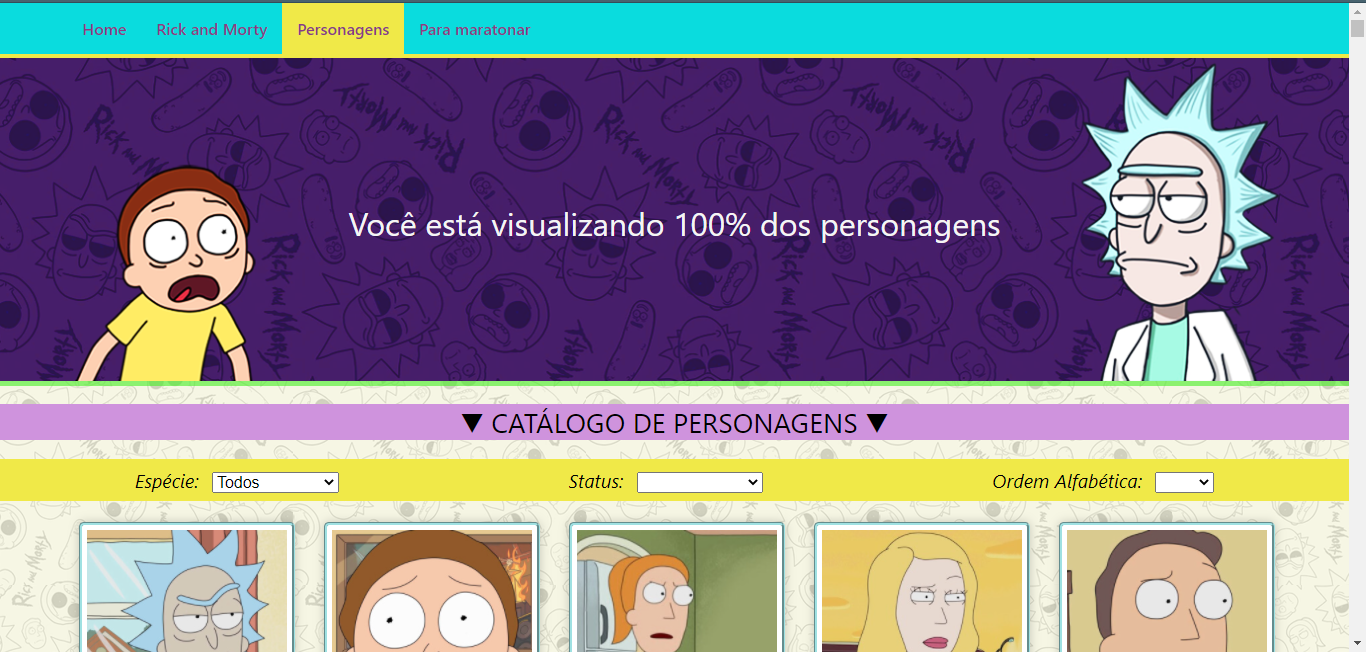 Home Rick and Morty Personagens Para maratonar
Você está visualizando 100% dos personagens
▼ CATÁLOGO DE PERSONAGENS ▼
Espécie: Todos Status: Ordem Alfabética: